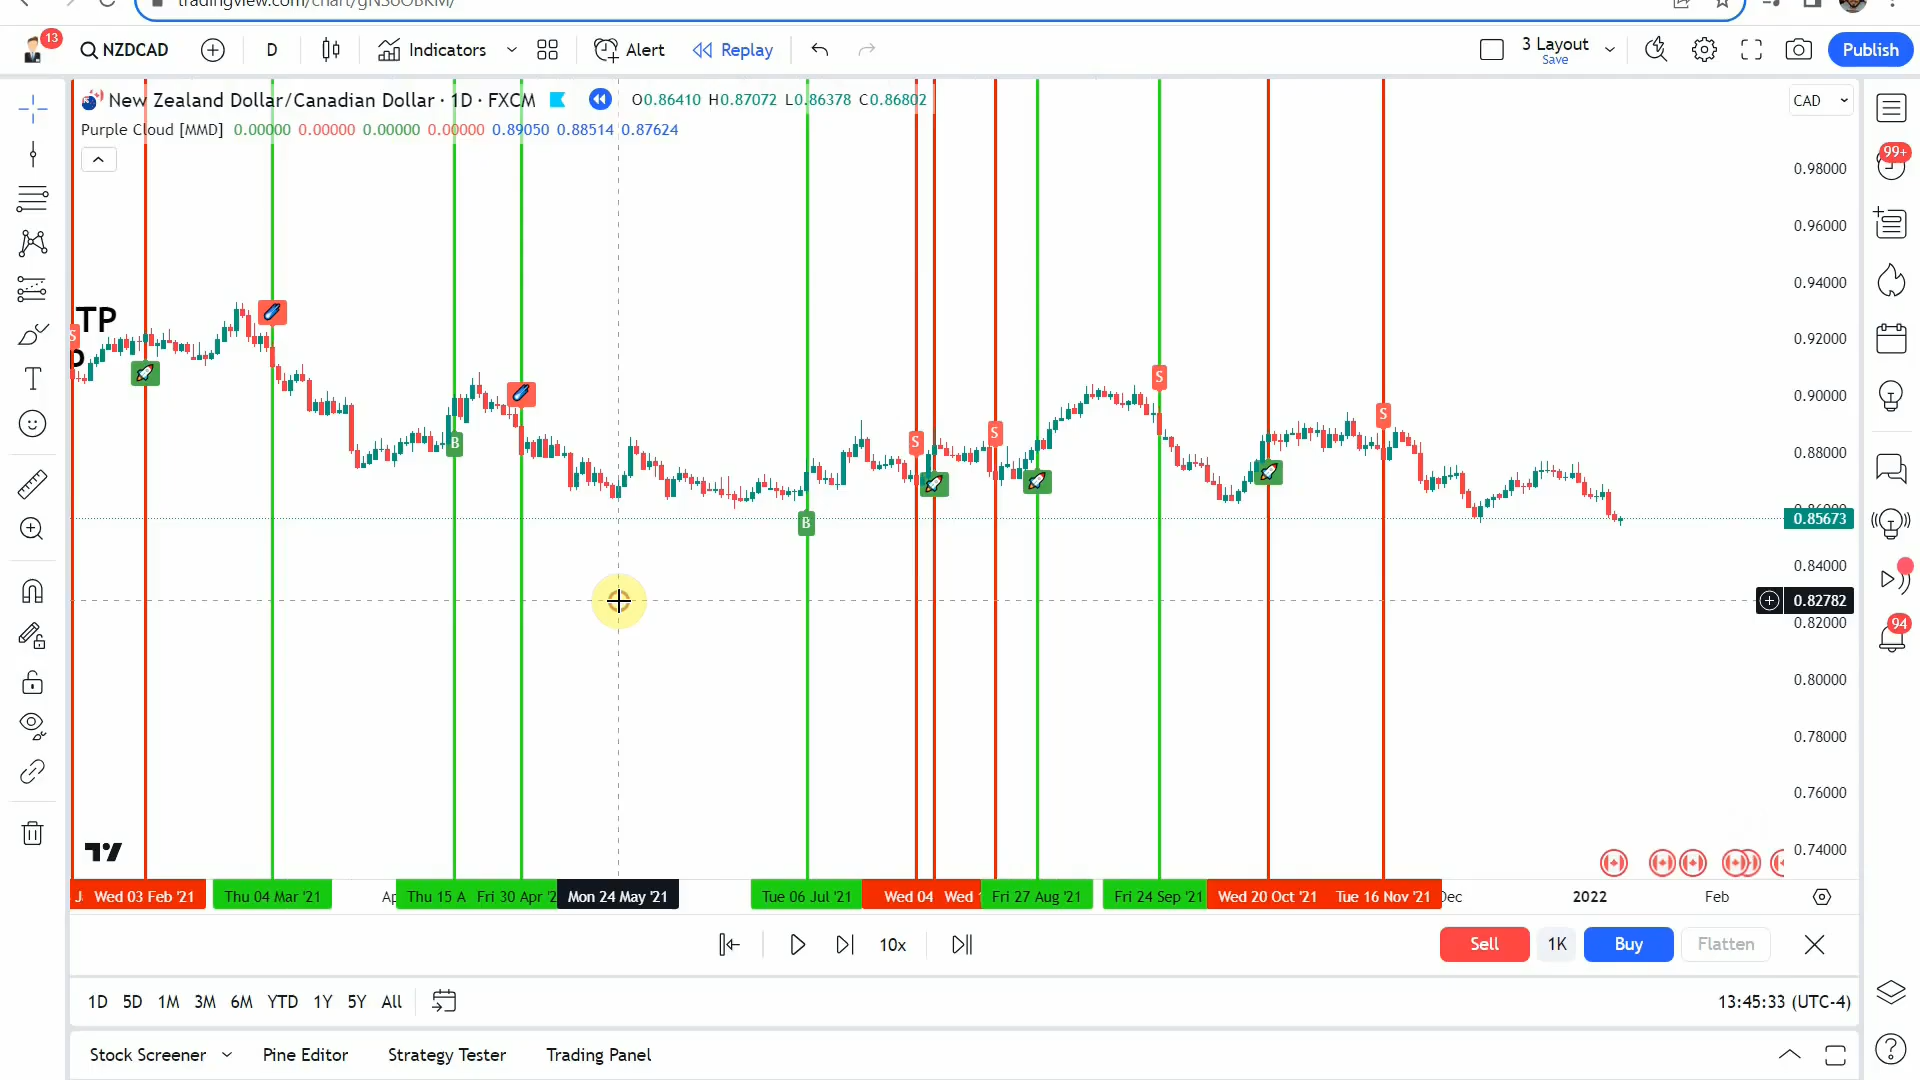 tradingview.com/chart/gNS6OBKM/
13
NZDCAD
D
Indicators
Alert
Replay
3 Layout
Save
Publish
New Zealand Dollar/Canadian Dollar · 1D · FXCM
O0.86410 H0.87072 L0.86378 C0.86802
CAD
Purple Cloud [MMD] 0.00000 0.00000 0.00000 0.00000 0.89050 0.88514 0.87624
99+
0.98000
0.96000
0.94000
TP
0.92000
S
S
0.90000
S
B
S
S
0.88000
B
0.85673
0.84000
0.82782
0.82000
94
0.80000
0.78000
0.76000
0.74000
Wed 03 Feb '21
Thu 04 Mar '21
Thu 15 A
Fri 30 Apr '2
Mon 24 May '21
Tue 06 Jul '21
Wed 04
Wed
Fri 27 Aug '21
Fri 24 Sep '21
Wed 20 Oct '21
Tue 16 Nov '21
Dec
2022
Feb
10x
Sell
1K
Buy
Flatten
1D 5D 1M 3M 6M YTD 1Y 5Y All
13:45:33 (UTC-4)
Stock Screener
Pine Editor
Strategy Tester
Trading Panel